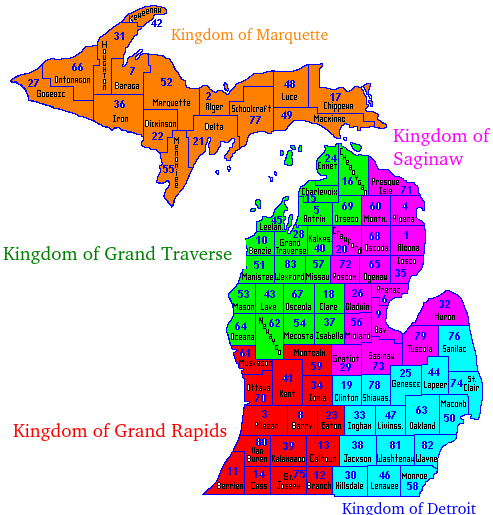 Keweenaw
42
31
Kingdom of Marquette
Houghton
66
Ontonagon
7
Baraga
27
Gogebic
52
Marquette
48
Luce
17
Chippewa
2
Alger
36
Iron
Schoolcraft
77
49
Mackinac
Dickinson
22
Delta
21
Menominee
55
Kingdom of
Saginaw
24
Emmet
Cheboygan
16
Presque
Isle
71
Charlevoix
15
5
Antrim
69
Otsego
60
Montm.
4
Alpena
45
Leelan.
10
Benzie
28
Grand
Traverse
Kalkas.
40
Crawford
20
68
Oscoda
1
Alcona
Kingdom of Grand Traverse
51
Manistee
83
Wexford
57
Missau.
72
Roscom.
65
Ogemaw
Iosco
35
53
Mason
43
Lake
67
Osceola
18
Clare
26
Gladwin
Arenac
6
32
Huron
64
Oceana
Newaygo
62
54
Mecosta
37
Isabella
56
Midland
9
Bay
79
Tuscola
76
Sanilac
61
Muskegon
Montcalm
59
Gratiot
29
Saginaw
73
Ottawa
70
41
Kent
34
Ionia
19
Clinton
78
Shiawas.
25
Genesee
44
Lapeer
74
St.
Clair
Kingdom of Grand Rapids
3
Allegan
8
Barry
23
Eaton
33
Ingham
47
Livings.
63
Oakland
Macomb
50
80
Van
Buren
39
Kalamazoo
13
Calhoun
38
Jackson
81
Washtenaw
82
Wayne
11
Berrien
14
Cass
St.
Joseph
75
12
Branch
30
Hillsdale
46
Lenawee
Monroe
58
Kingdom of Detroit